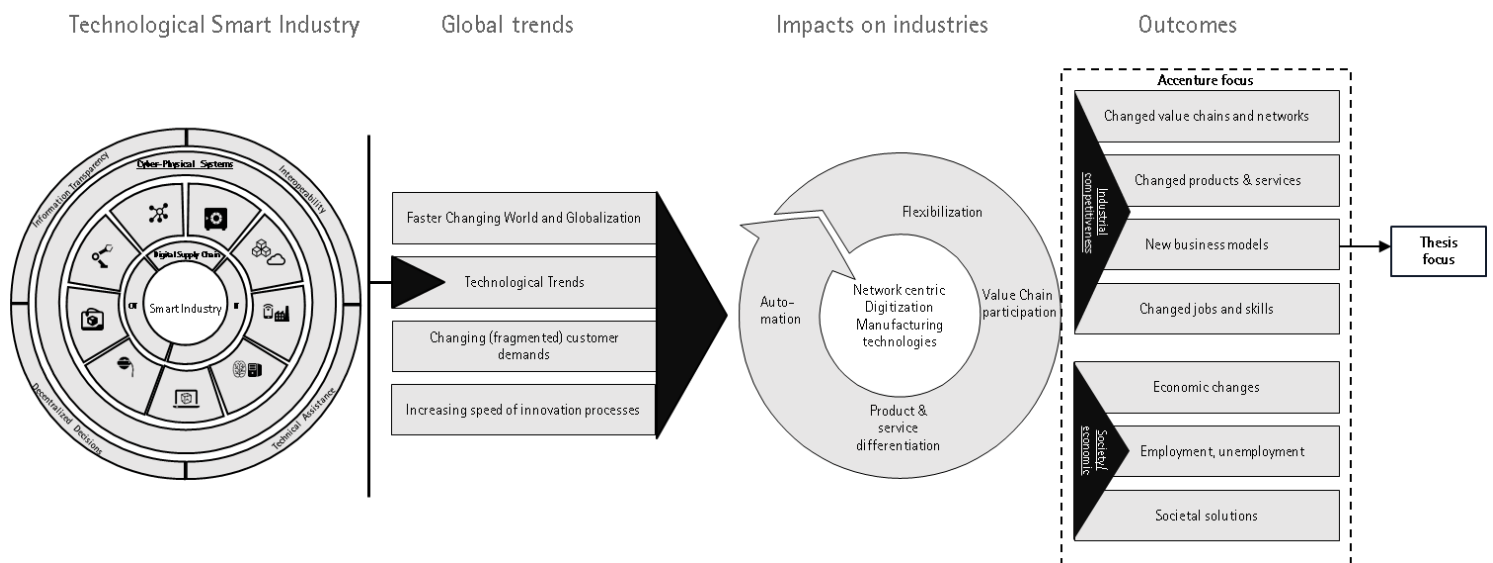 Technological Smart Industry
Global trends
Impacts on industries
Outcomes
Information Transparency
Interoperability
Cyber-Physical Systems
Digital Supply Chain
OT
IT
Smart Industry
Decentralized Decisions
Technical Assistance
Faster Changing World and Globalization
Technological Trends
Changing (fragmented) customer
demands
Increasing speed of innovation processes
Flexibilization
Auto-
mation
Network centric
Digitization
Manufacturing
technologies
Value Chain
participation
Product &
service
differentiation
Accenture focus
Industrial
competitiveness
Changed value chains and networks
Changed products & services
New business models
Changed jobs and skills
Society/
economic
Economic changes
Employment, unemployment
Societal solutions
Thesis
focus